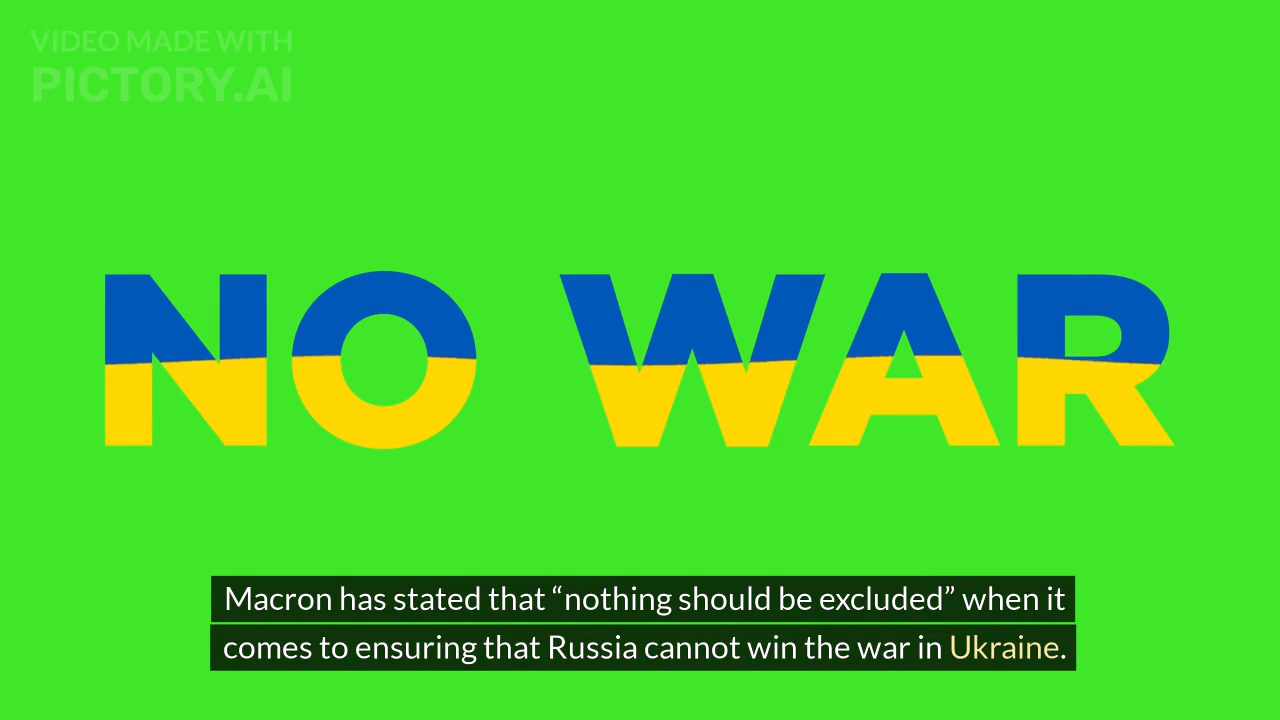 VIDEO MADE WITH
PICTORY.AI
NO WAR
Macron has stated that “nothing should be excluded” when it
comes to ensuring that Russia cannot win the war in Ukraine.